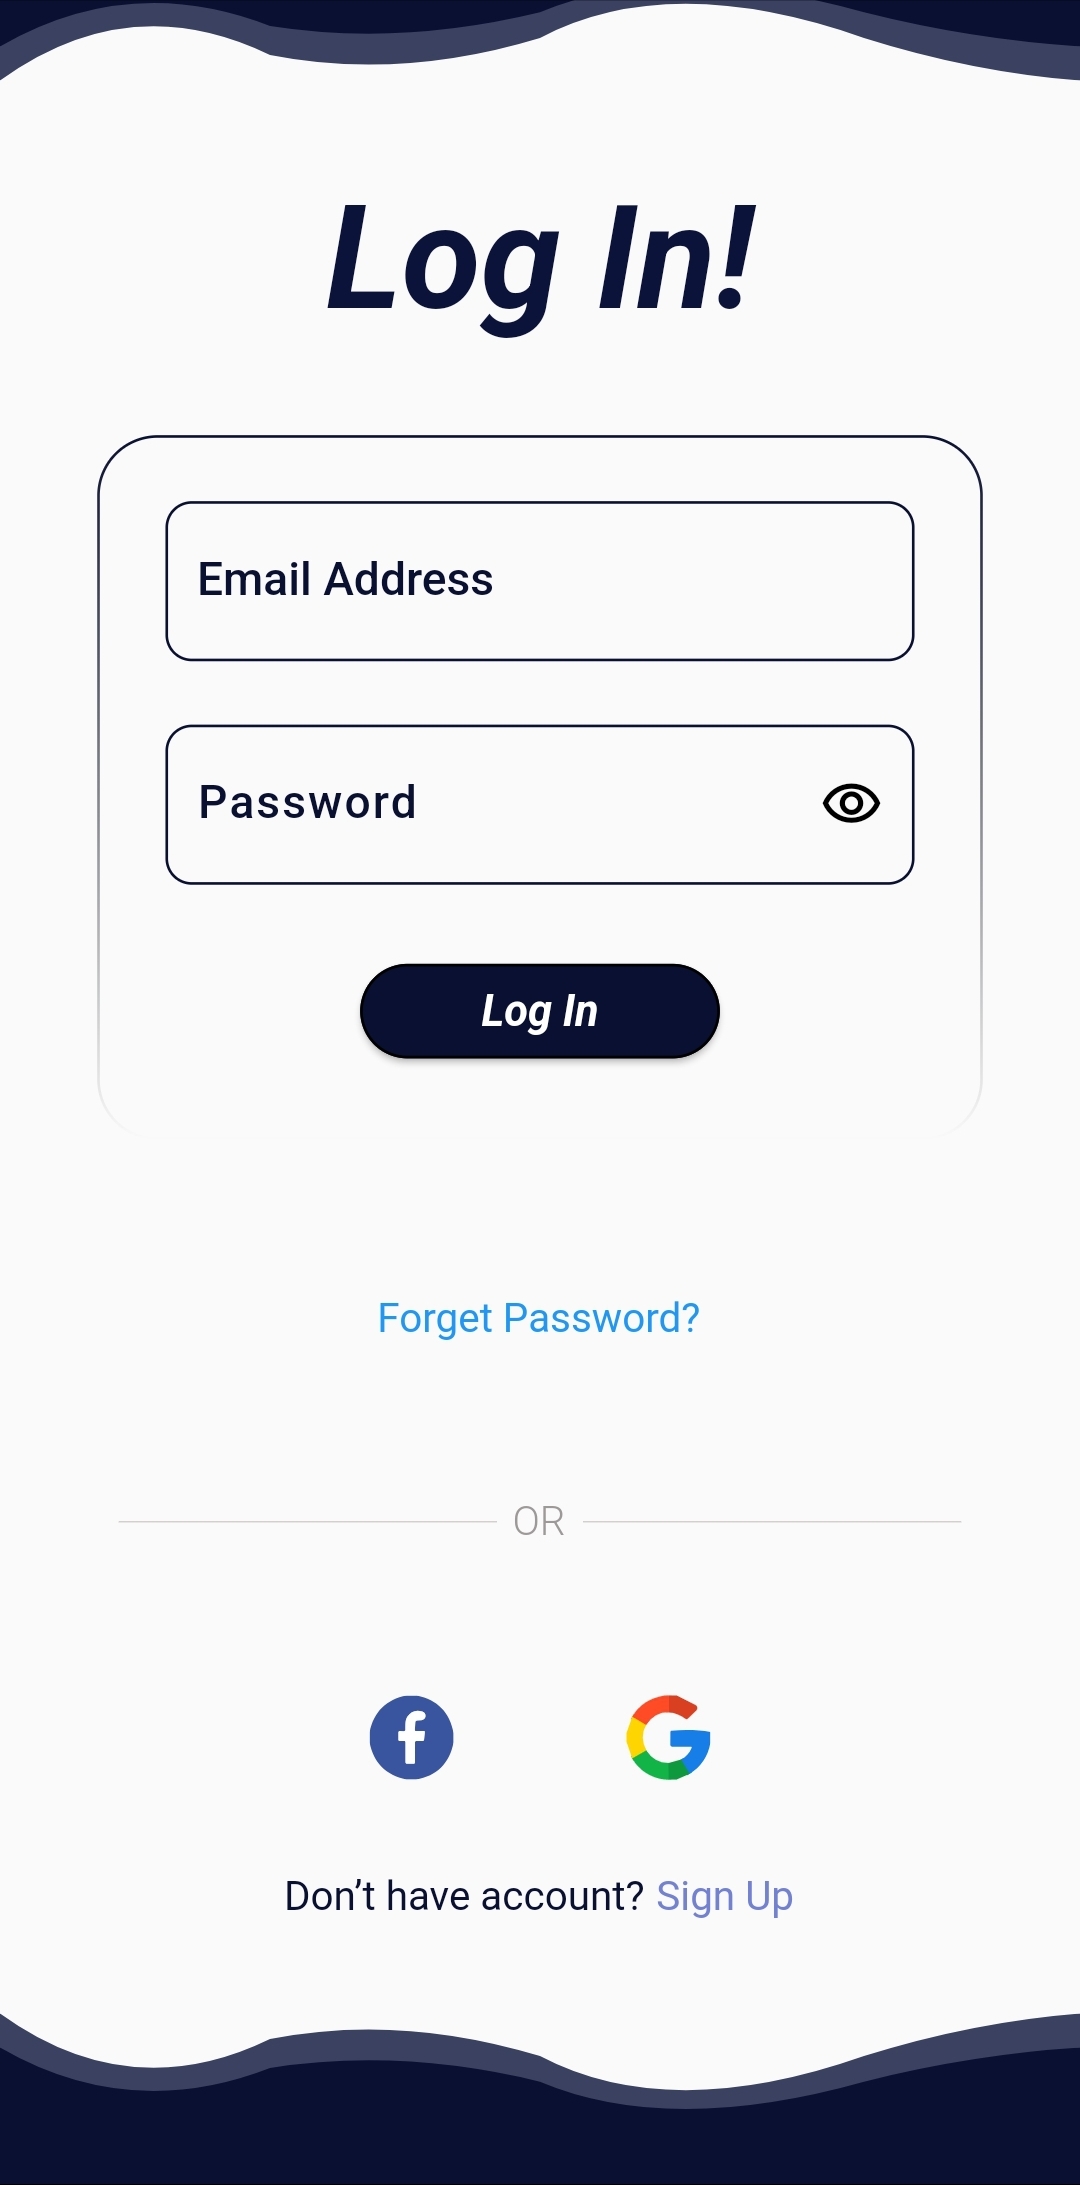 Log In!
Email Address
Password
Log In
Forget Password?
OR
Don’t have account? Sign Up